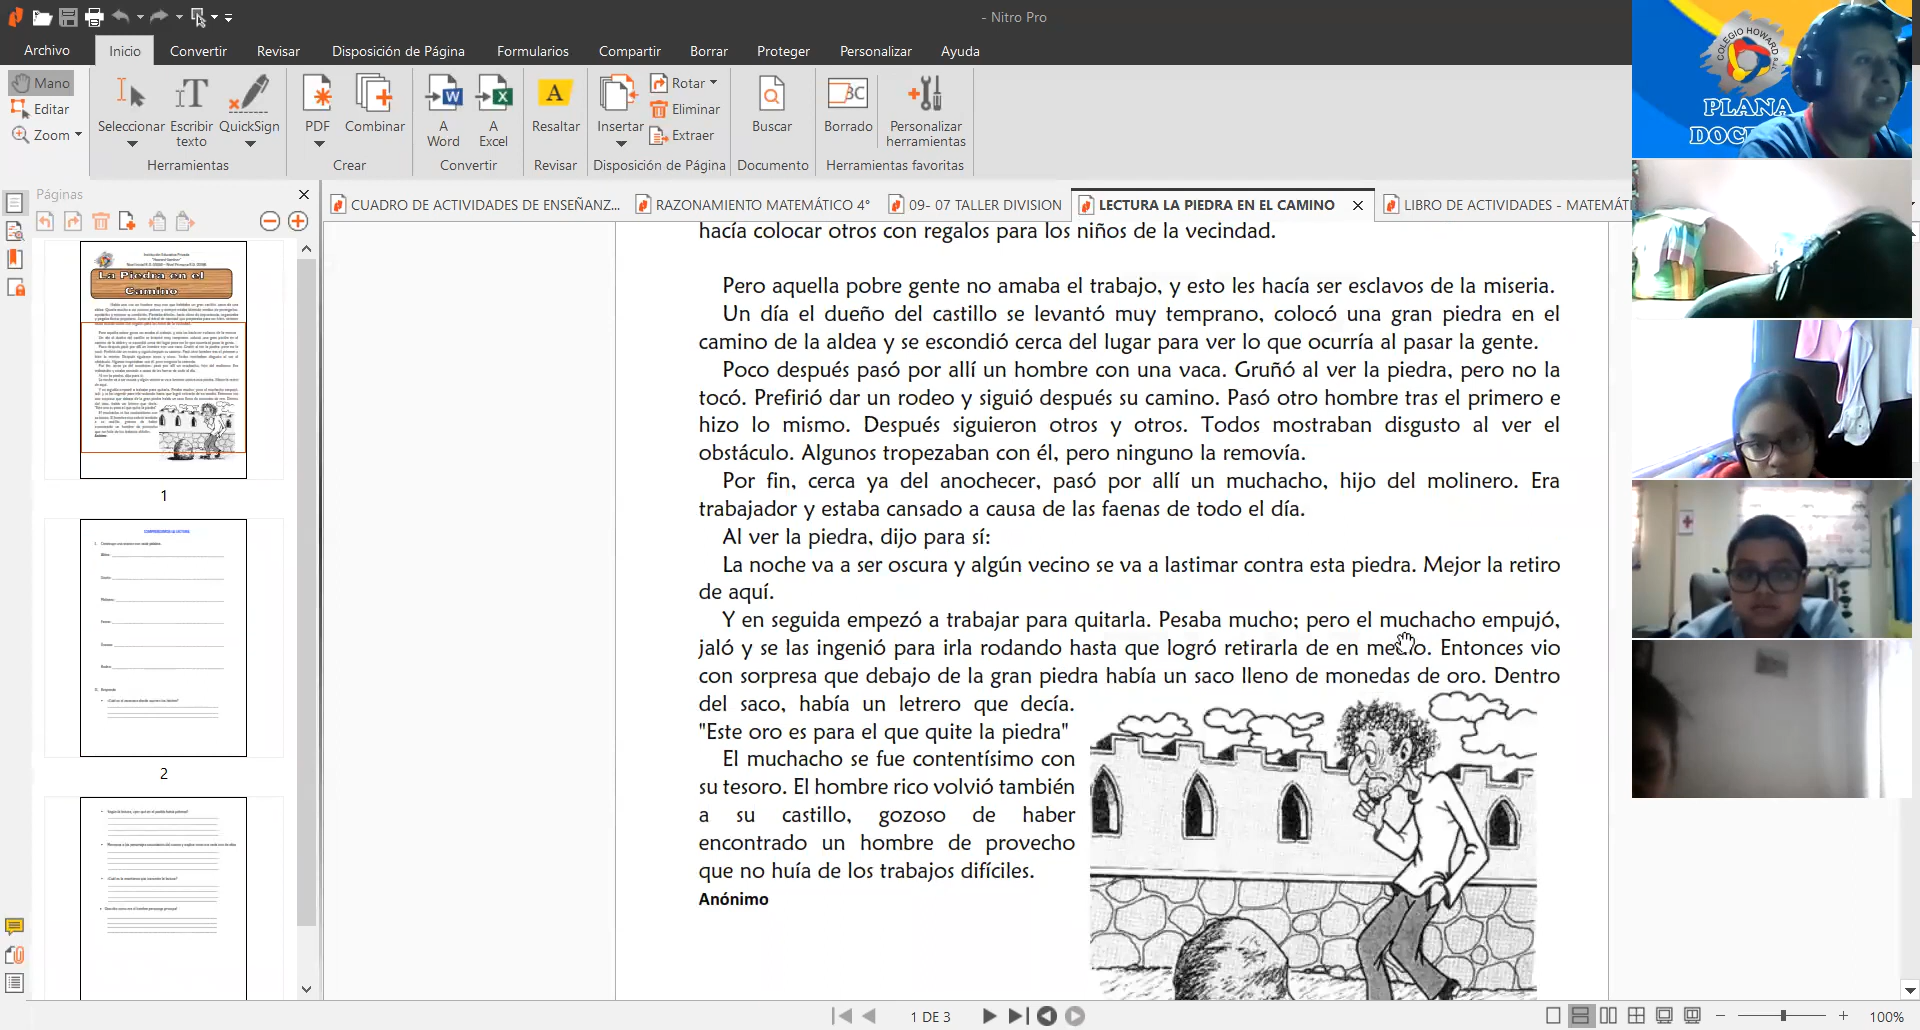 - Nitro Pro
Archivo
Inicio
Convertir
Revisar
Disposición de Página
Formularios
Compartir
Borrar
Proteger
Personalizar
Ayuda
Mano
Editar
Zoom
Seleccionar
Escribir texto
QuickSign
Herramientas
PDF
Combinar
Crear
A Word
A Excel
Convertir
Resaltar
Revisar
Insertar
Rotar
Eliminar
Extraer
Disposición de Página
Buscar
Documento
Borrado
Personalizar herramientas
Herramientas favoritas
COLEGIO HOWARD
PLANA
Páginas
CUADRO DE ACTIVIDADES DE ENSEÑANZ...
RAZONAMIENTO MATEMÁTICO 4°
09- 07 TALLER DIVISION
LECTURA LA PIEDRA EN EL CAMINO
LIBRO DE ACTIVIDADES - MATEMÁT
La Piedra en el
Camino
1
2
hacía colocar otros con regalos para los niños de la vecindad.
Pero aquella pobre gente no amaba el trabajo, y esto les hacía ser esclavos de la miseria.
Un día el dueño del castillo se levantó muy temprano, colocó una gran piedra en el
camino de la aldea y se escondió cerca del lugar para ver lo que ocurría al pasar la gente.
Poco después pasó por allí un hombre con una vaca. Gruñó al ver la piedra, pero no la
tocó. Prefirió dar un rodeo y siguió después su camino. Pasó otro hombre tras el primero e
hizo lo mismo. Después siguieron otros y otros. Todos mostraban disgusto al ver el
obstáculo. Algunos tropezaban con él, pero ninguno la removía.
Por fin, cerca ya del anochecer, pasó por allí un muchacho, hijo del molinero. Era
trabajador y estaba cansado a causa de las faenas de todo el día.
Al ver la piedra, dijo para sí:
La noche va a ser oscura y algún vecino se va a lastimar contra esta piedra. Mejor la retiro
de aquí.
Y en seguida empezó a trabajar para quitarla. Pesaba mucho; pero el muchacho empujó,
jaló y se las ingenió para irla rodando hasta que logró retirarla de en medio. Entonces vio
con sorpresa que debajo de la gran piedra había un saco lleno de monedas de oro. Dentro
del saco, había un letrero que decía.
"Este oro es para el que quite la piedra"
El muchacho se fue contentísimo con
su tesoro. El hombre rico volvió también
a su castillo, gozoso de haber
encontrado un hombre de provecho
que no huía de los trabajos difíciles.
Anónimo
1 DE 3
100%